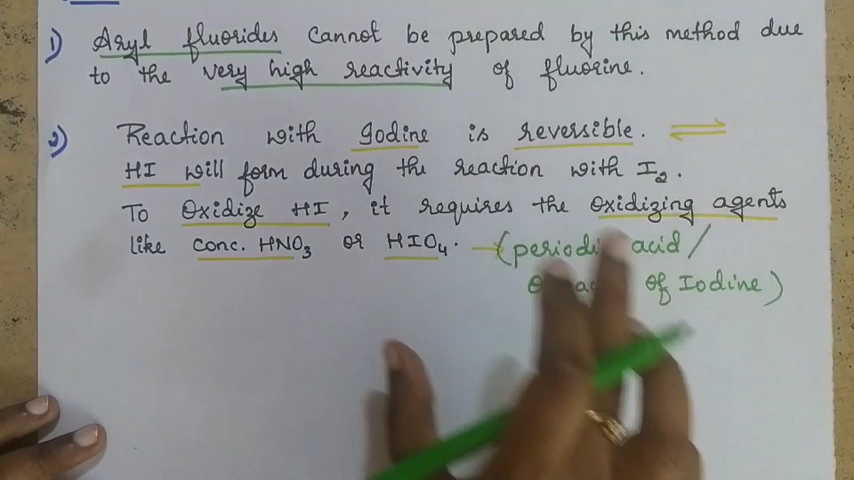 1) Aryl fluorides cannot be prepared by this method due
to the very high reactivity of fluorine.
2) Reaction with Iodine is reversible. ⇌
HI will form during the reaction with I₂.
To Oxidize HI, it requires the oxidizing agents
like conc. HNO₃ or HIO₄. → (periodic acid /
of Iodine)